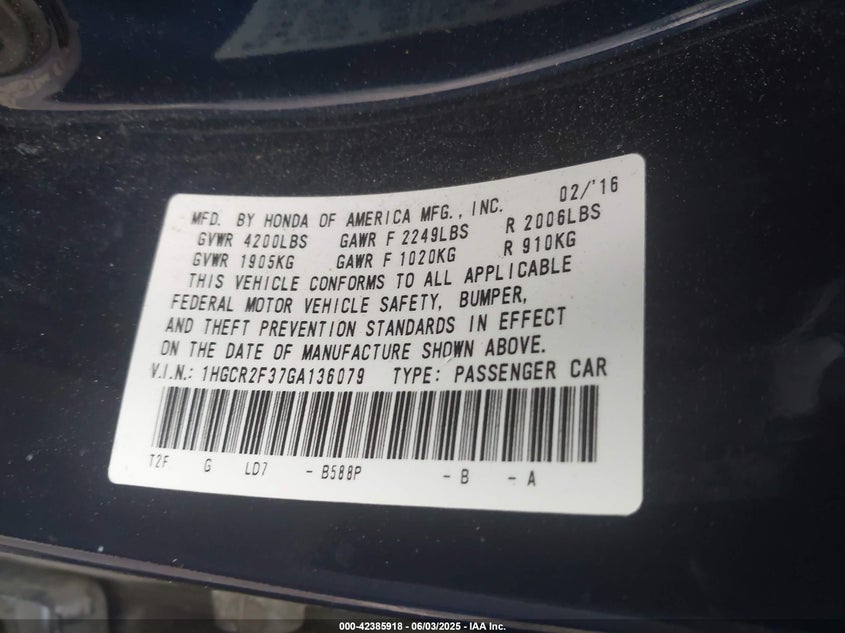 MFD. BY HONDA OF AMERICA MFG., INC. 02/'16
GVWR 4200LBS GAWR F 2249LBS R 2006LBS
GVWR 1905KG GAWR F 1020KG R 910KG
THIS VEHICLE CONFORMS TO ALL APPLICABLE
FEDERAL MOTOR VEHICLE SAFETY, BUMPER,
AND THEFT PREVENTION STANDARDS IN EFFECT
ON THE DATE OF MANUFACTURE SHOWN ABOVE.
V.I.N.: 1HGCR2F37GA136079 TYPE: PASSENGER CAR
T2F G LD7 - B588P - B - A
000-42385918 - 06/03/2025 - IAA Inc.